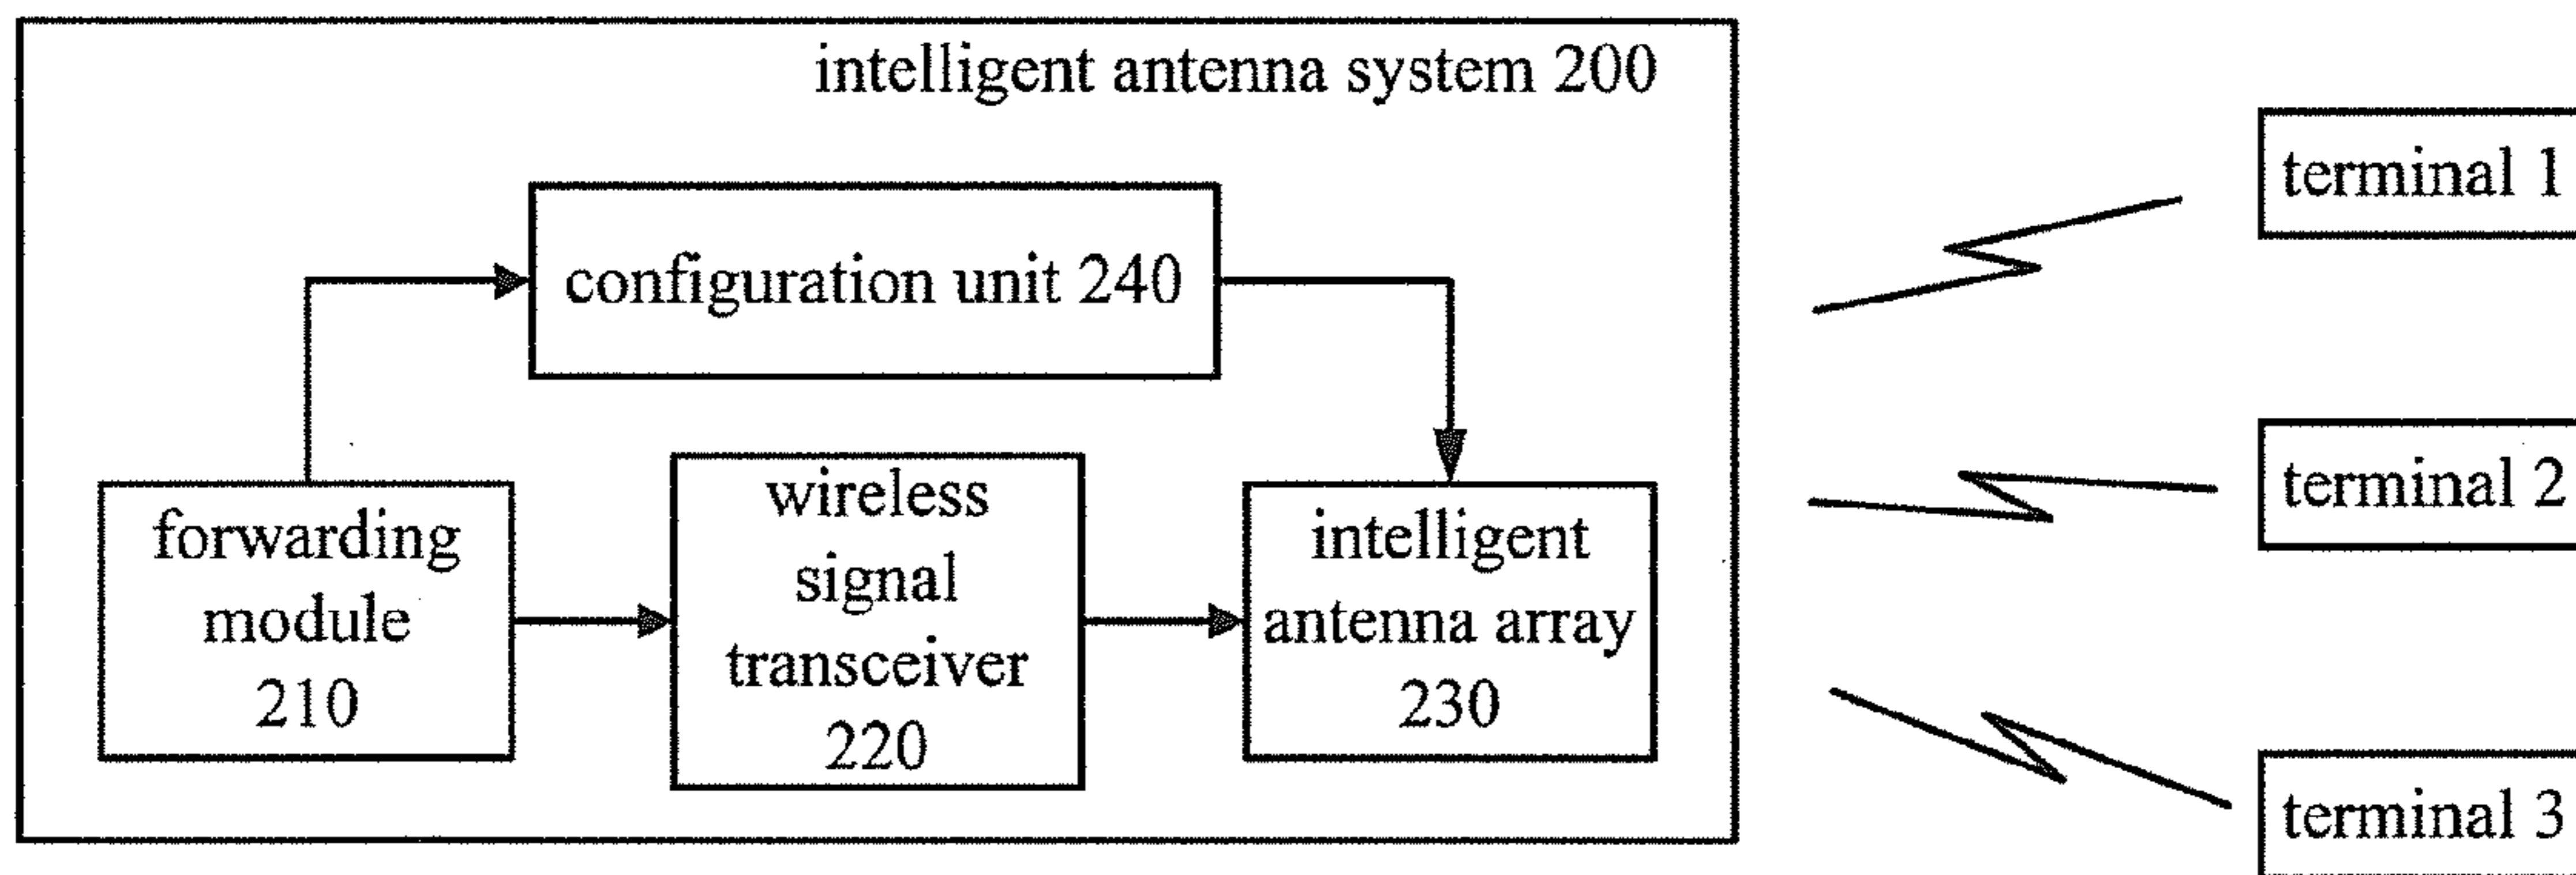 intelligent antenna system 200
configuration unit 240
forwarding
module
210
wireless
signal
transceiver
220
intelligent
antenna array
230
terminal 1
terminal 2
terminal 3